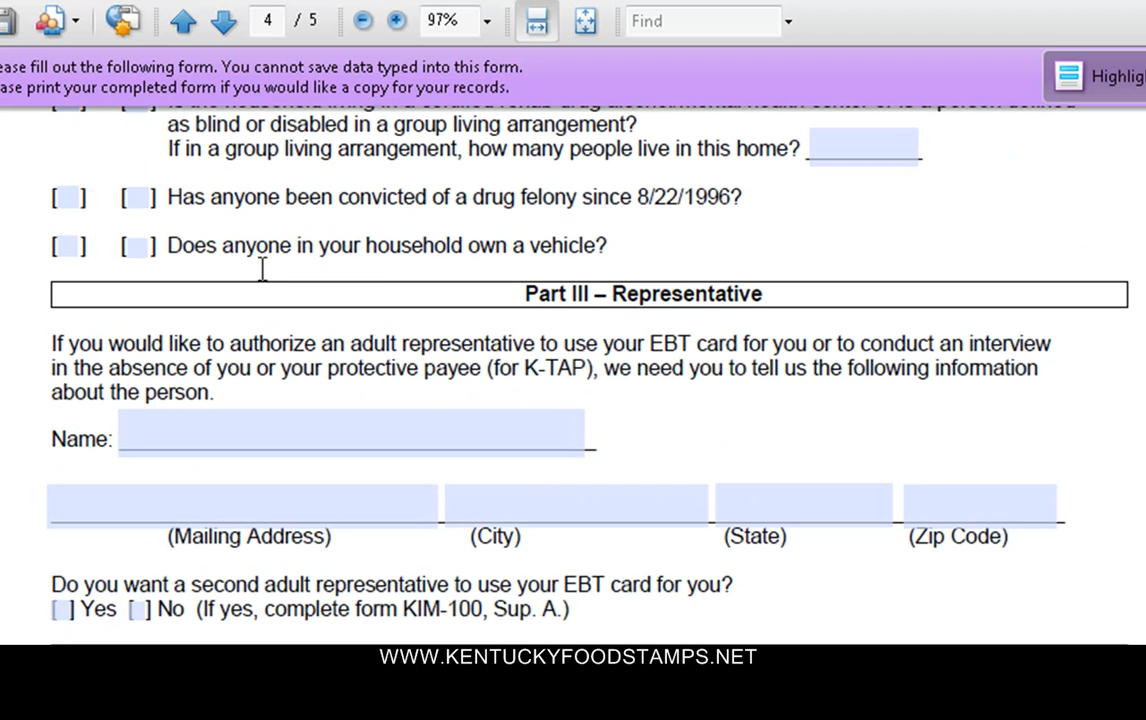 4 / 5 97% Find
ease fill out the following form. You cannot save data typed into this form.
ase print your completed form if you would like a copy for your records.
Highlig
as blind or disabled in a group living arrangement?
If in a group living arrangement, how many people live in this home?
[ ] [ ] Has anyone been convicted of a drug felony since 8/22/1996?
[ ] [ ] Does anyone in your household own a vehicle?
Part III – Representative
If you would like to authorize an adult representative to use your EBT card for you or to conduct an interview
in the absence of you or your protective payee (for K-TAP), we need you to tell us the following information
about the person.
Name:
(Mailing Address) (City) (State) (Zip Code)
Do you want a second adult representative to use your EBT card for you?
[ ] Yes [ ] No (If yes, complete form KIM-100, Sup. A.)
WWW.KENTUCKYFOODSTAMPS.NET